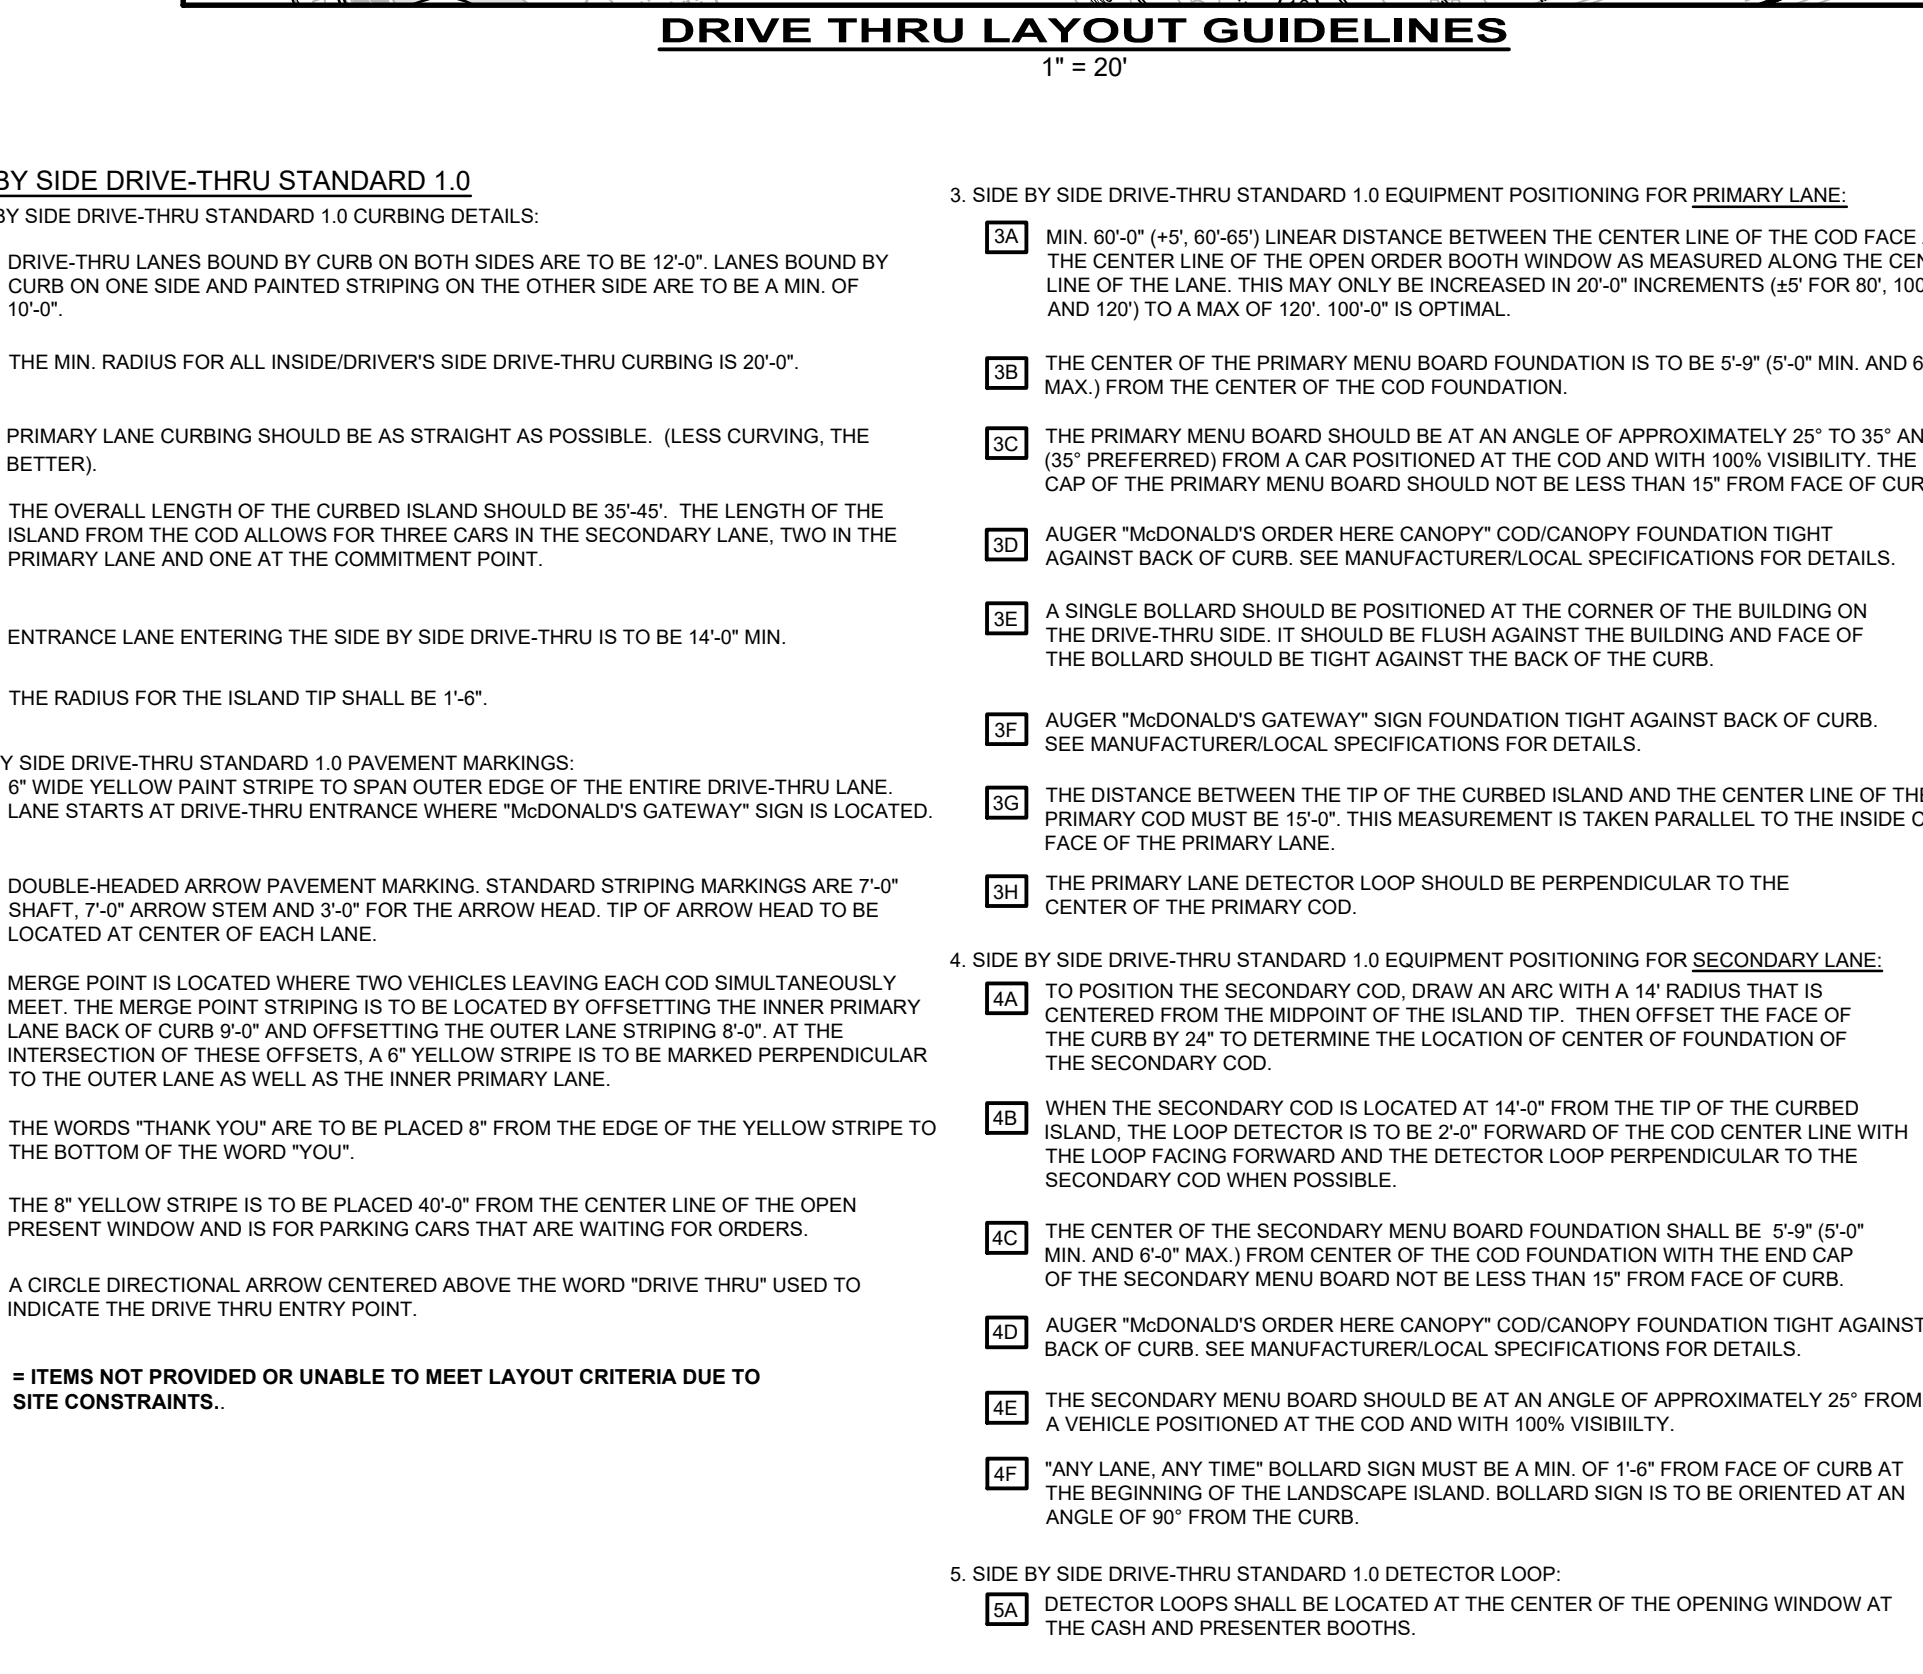 DRIVE THRU LAYOUT GUIDELINES
1" = 20'
BY SIDE DRIVE-THRU STANDARD 1.0
BY SIDE DRIVE-THRU STANDARD 1.0 CURBING DETAILS:
DRIVE-THRU LANES BOUND BY CURB ON BOTH SIDES ARE TO BE 12'-0". LANES BOUND BY
CURB ON ONE SIDE AND PAINTED STRIPING ON THE OTHER SIDE ARE TO BE A MIN. OF
10'-0".
THE MIN. RADIUS FOR ALL INSIDE/DRIVER'S SIDE DRIVE-THRU CURBING IS 20'-0".
PRIMARY LANE CURBING SHOULD BE AS STRAIGHT AS POSSIBLE. (LESS CURVING, THE
BETTER).
THE OVERALL LENGTH OF THE CURBED ISLAND SHOULD BE 35'-45'. THE LENGTH OF THE
ISLAND FROM THE COD ALLOWS FOR THREE CARS IN THE SECONDARY LANE, TWO IN THE
PRIMARY LANE AND ONE AT THE COMMITMENT POINT.
ENTRANCE LANE ENTERING THE SIDE BY SIDE DRIVE-THRU IS TO BE 14'-0" MIN.
THE RADIUS FOR THE ISLAND TIP SHALL BE 1'-6".
Y SIDE DRIVE-THRU STANDARD 1.0 PAVEMENT MARKINGS:
6" WIDE YELLOW PAINT STRIPE TO SPAN OUTER EDGE OF THE ENTIRE DRIVE-THRU LANE.
LANE STARTS AT DRIVE-THRU ENTRANCE WHERE "McDONALD'S GATEWAY" SIGN IS LOCATED.
DOUBLE-HEADED ARROW PAVEMENT MARKING. STANDARD STRIPING MARKINGS ARE 7'-0"
SHAFT, 7'-0" ARROW STEM AND 3'-0" FOR THE ARROW HEAD. TIP OF ARROW HEAD TO BE
LOCATED AT CENTER OF EACH LANE.
MERGE POINT IS LOCATED WHERE TWO VEHICLES LEAVING EACH COD SIMULTANEOUSLY
MEET. THE MERGE POINT STRIPING IS TO BE LOCATED BY OFFSETTING THE INNER PRIMARY
LANE BACK OF CURB 9'-0" AND OFFSETTING THE OUTER LANE STRIPING 8'-0". AT THE
INTERSECTION OF THESE OFFSETS, A 6" YELLOW STRIPE IS TO BE MARKED PERPENDICULAR
TO THE OUTER LANE AS WELL AS THE INNER PRIMARY LANE.
THE WORDS "THANK YOU" ARE TO BE PLACED 8" FROM THE EDGE OF THE YELLOW STRIPE TO
THE BOTTOM OF THE WORD "YOU".
THE 8" YELLOW STRIPE IS TO BE PLACED 40'-0" FROM THE CENTER LINE OF THE OPEN
PRESENT WINDOW AND IS FOR PARKING CARS THAT ARE WAITING FOR ORDERS.
A CIRCLE DIRECTIONAL ARROW CENTERED ABOVE THE WORD "DRIVE THRU" USED TO
INDICATE THE DRIVE THRU ENTRY POINT.
= ITEMS NOT PROVIDED OR UNABLE TO MEET LAYOUT CRITERIA DUE TO
SITE CONSTRAINTS..
3. SIDE BY SIDE DRIVE-THRU STANDARD 1.0 EQUIPMENT POSITIONING FOR PRIMARY LANE:
3A MIN. 60'-0" (+5', 60'-65') LINEAR DISTANCE BETWEEN THE CENTER LINE OF THE COD FACE
THE CENTER LINE OF THE OPEN ORDER BOOTH WINDOW AS MEASURED ALONG THE CEN
LINE OF THE LANE. THIS MAY ONLY BE INCREASED IN 20'-0" INCREMENTS (±5' FOR 80', 100
AND 120') TO A MAX OF 120'. 100'-0" IS OPTIMAL.
3B THE CENTER OF THE PRIMARY MENU BOARD FOUNDATION IS TO BE 5'-9" (5'-0" MIN. AND 6
MAX.) FROM THE CENTER OF THE COD FOUNDATION.
3C THE PRIMARY MENU BOARD SHOULD BE AT AN ANGLE OF APPROXIMATELY 25° TO 35° AN
(35° PREFERRED) FROM A CAR POSITIONED AT THE COD AND WITH 100% VISIBILITY. THE
CAP OF THE PRIMARY MENU BOARD SHOULD NOT BE LESS THAN 15" FROM FACE OF CUR
3D AUGER "McDONALD'S ORDER HERE CANOPY" COD/CANOPY FOUNDATION TIGHT
AGAINST BACK OF CURB. SEE MANUFACTURER/LOCAL SPECIFICATIONS FOR DETAILS.
3E A SINGLE BOLLARD SHOULD BE POSITIONED AT THE CORNER OF THE BUILDING ON
THE DRIVE-THRU SIDE. IT SHOULD BE FLUSH AGAINST THE BUILDING AND FACE OF
THE BOLLARD SHOULD BE TIGHT AGAINST THE BACK OF THE CURB.
3F AUGER "McDONALD'S GATEWAY" SIGN FOUNDATION TIGHT AGAINST BACK OF CURB.
SEE MANUFACTURER/LOCAL SPECIFICATIONS FOR DETAILS.
3G THE DISTANCE BETWEEN THE TIP OF THE CURBED ISLAND AND THE CENTER LINE OF THE
PRIMARY COD MUST BE 15'-0". THIS MEASUREMENT IS TAKEN PARALLEL TO THE INSIDE C
FACE OF THE PRIMARY LANE.
3H THE PRIMARY LANE DETECTOR LOOP SHOULD BE PERPENDICULAR TO THE
CENTER OF THE PRIMARY COD.
4. SIDE BY SIDE DRIVE-THRU STANDARD 1.0 EQUIPMENT POSITIONING FOR SECONDARY LANE:
4A TO POSITION THE SECONDARY COD, DRAW AN ARC WITH A 14' RADIUS THAT IS
CENTERED FROM THE MIDPOINT OF THE ISLAND TIP. THEN OFFSET THE FACE OF
THE CURB BY 24" TO DETERMINE THE LOCATION OF CENTER OF FOUNDATION OF
THE SECONDARY COD.
4B WHEN THE SECONDARY COD IS LOCATED AT 14'-0" FROM THE TIP OF THE CURBED
ISLAND, THE LOOP DETECTOR IS TO BE 2'-0" FORWARD OF THE COD CENTER LINE WITH
THE LOOP FACING FORWARD AND THE DETECTOR LOOP PERPENDICULAR TO THE
SECONDARY COD WHEN POSSIBLE.
4C THE CENTER OF THE SECONDARY MENU BOARD FOUNDATION SHALL BE 5'-9" (5'-0"
MIN. AND 6'-0" MAX.) FROM CENTER OF THE COD FOUNDATION WITH THE END CAP
OF THE SECONDARY MENU BOARD NOT BE LESS THAN 15" FROM FACE OF CURB.
4D AUGER "McDONALD'S ORDER HERE CANOPY" COD/CANOPY FOUNDATION TIGHT AGAINST
BACK OF CURB. SEE MANUFACTURER/LOCAL SPECIFICATIONS FOR DETAILS.
4E THE SECONDARY MENU BOARD SHOULD BE AT AN ANGLE OF APPROXIMATELY 25° FROM
A VEHICLE POSITIONED AT THE COD AND WITH 100% VISIBIILTY.
4F "ANY LANE, ANY TIME" BOLLARD SIGN MUST BE A MIN. OF 1'-6" FROM FACE OF CURB AT
THE BEGINNING OF THE LANDSCAPE ISLAND. BOLLARD SIGN IS TO BE ORIENTED AT AN
ANGLE OF 90° FROM THE CURB.
5. SIDE BY SIDE DRIVE-THRU STANDARD 1.0 DETECTOR LOOP:
5A DETECTOR LOOPS SHALL BE LOCATED AT THE CENTER OF THE OPENING WINDOW AT
THE CASH AND PRESENTER BOOTHS.